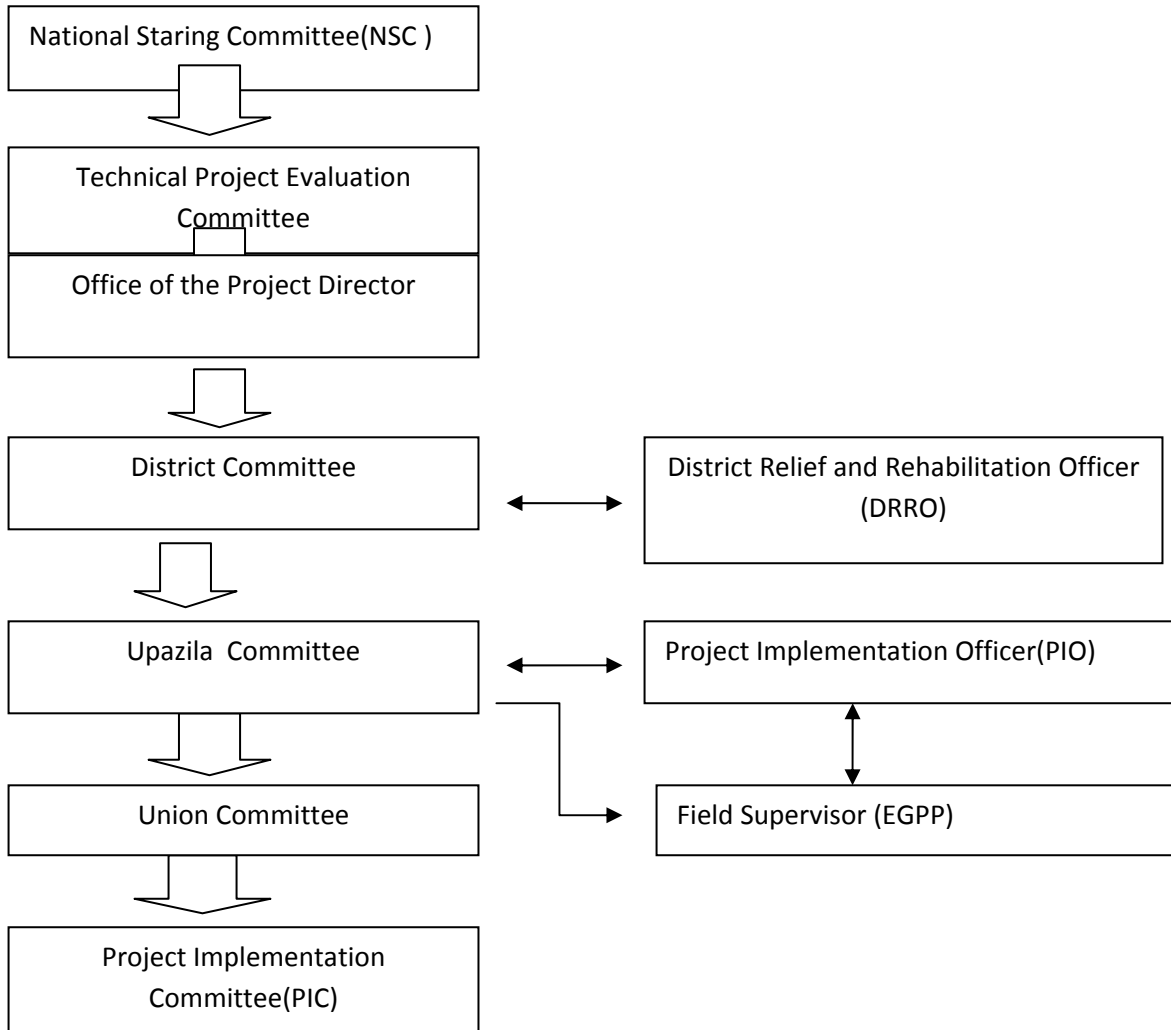 National Staring Committee(NSC )
Technical Project Evaluation
Committee
Office of the Project Director
District Committee
District Relief and Rehabilitation Officer
(DRRO)
Upazila  Committee
Project Implementation Officer(PIO)
Union Committee
Field Supervisor (EGPP)
Project Implementation
Committee(PIC)